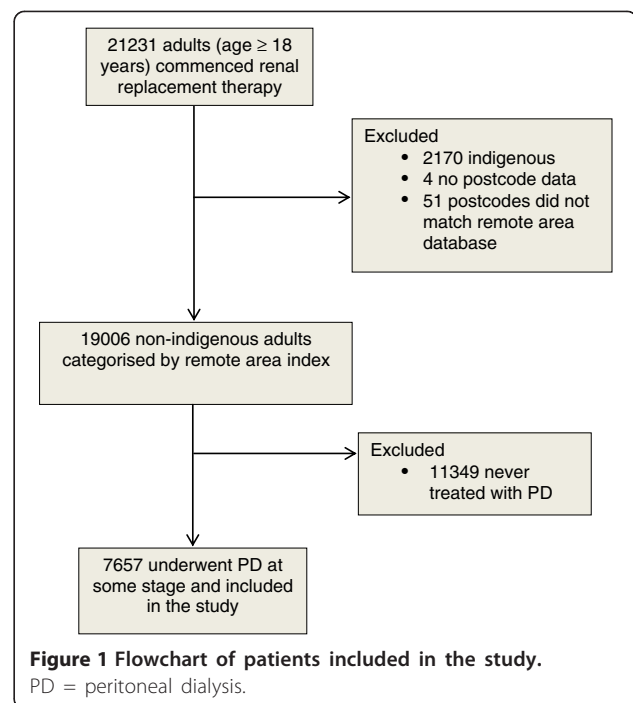 21231 adults (age ≥ 18
years) commenced renal
replacement therapy
Excluded
• 2170 indigenous
• 4 no postcode data
• 51 postcodes did not
match remote area
database
19006 non-indigenous adults
categorised by remote area index
Excluded
• 11349 never
treated with PD
7657 underwent PD at
some stage and included
in the study
Figure 1 Flowchart of patients included in the study.
PD = peritoneal dialysis.